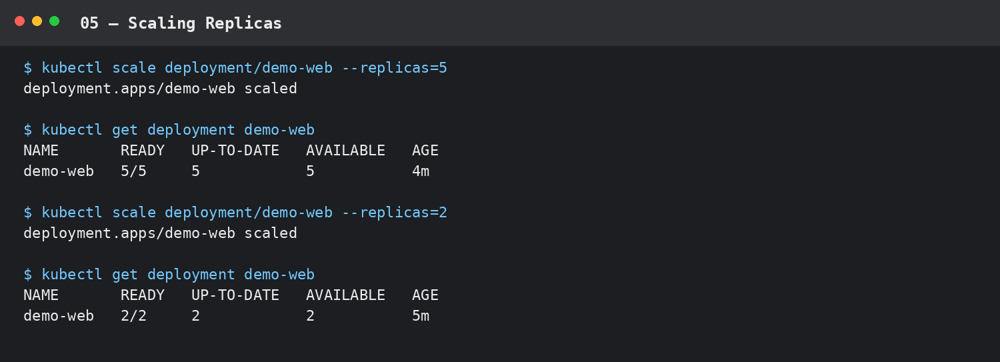 05 — Scaling Replicas
$ kubectl scale deployment/demo-web --replicas=5
deployment.apps/demo-web scaled
$ kubectl get deployment demo-web
NAME       READY   UP-TO-DATE   AVAILABLE   AGE
demo-web   5/5     5            5           4m
$ kubectl scale deployment/demo-web --replicas=2
deployment.apps/demo-web scaled
$ kubectl get deployment demo-web
NAME       READY   UP-TO-DATE   AVAILABLE   AGE
demo-web   2/2     2            2           5m